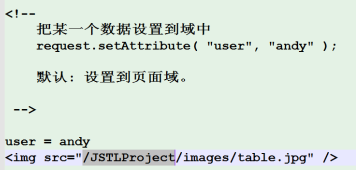 <!--
把某一个数据设置到域中
request.setAttribute( "user", "andy" );
默认：设置到页面域。
-->
user = andy
<img src="/JSTLProject/images/table.jpg" />